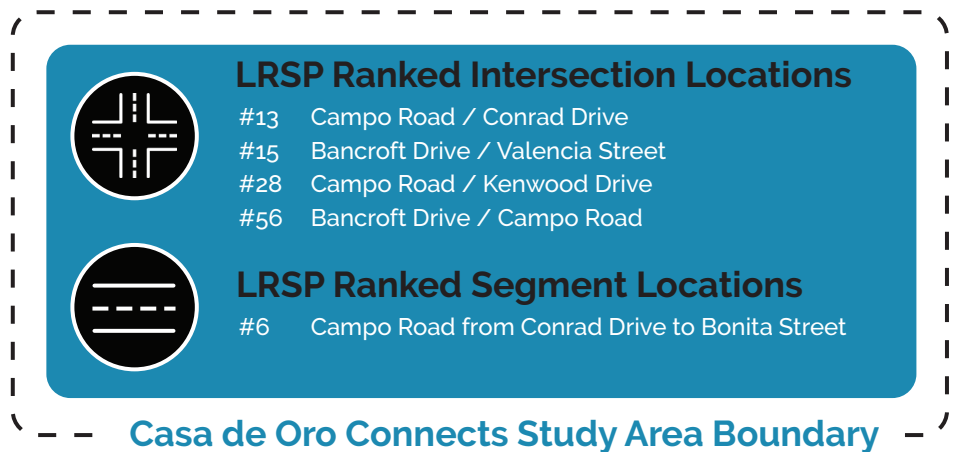 LRSP Ranked Intersection Locations
#13 Campo Road / Conrad Drive
#15 Bancroft Drive / Valencia Street
#28 Campo Road / Kenwood Drive
#56 Bancroft Drive / Campo Road
LRSP Ranked Segment Locations
#6 Campo Road from Conrad Drive to Bonita Street
Casa de Oro Connects Study Area Boundary